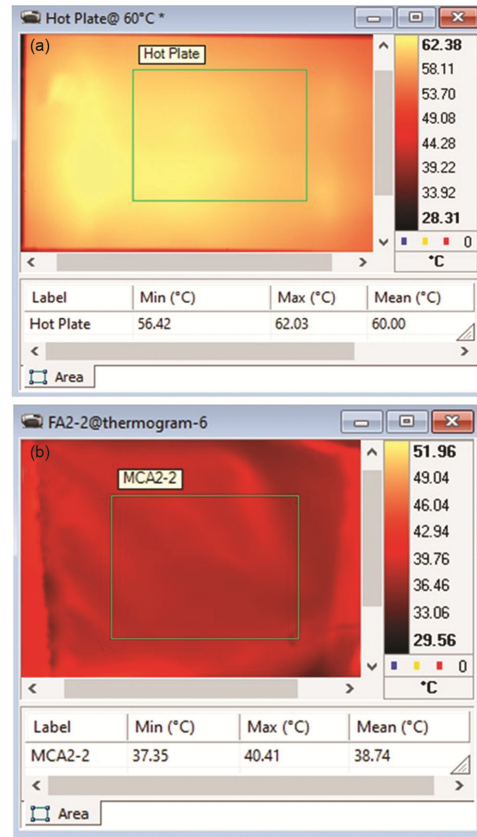 Hot Plate@ 60°C *
(a)
Hot Plate
62.38
58.11
53.70
49.08
44.28
39.22
33.92
28.31
0
°C
Label Min (°C) Max (°C) Mean (°C)
Hot Plate 56.42 62.03 60.00
Area
FA2-2@thermogram-6
(b)
MCA2-2
51.96
49.04
46.04
42.94
39.76
36.46
33.06
29.56
0
°C
Label Min (°C) Max (°C) Mean (°C)
MCA2-2 37.35 40.41 38.74
Area